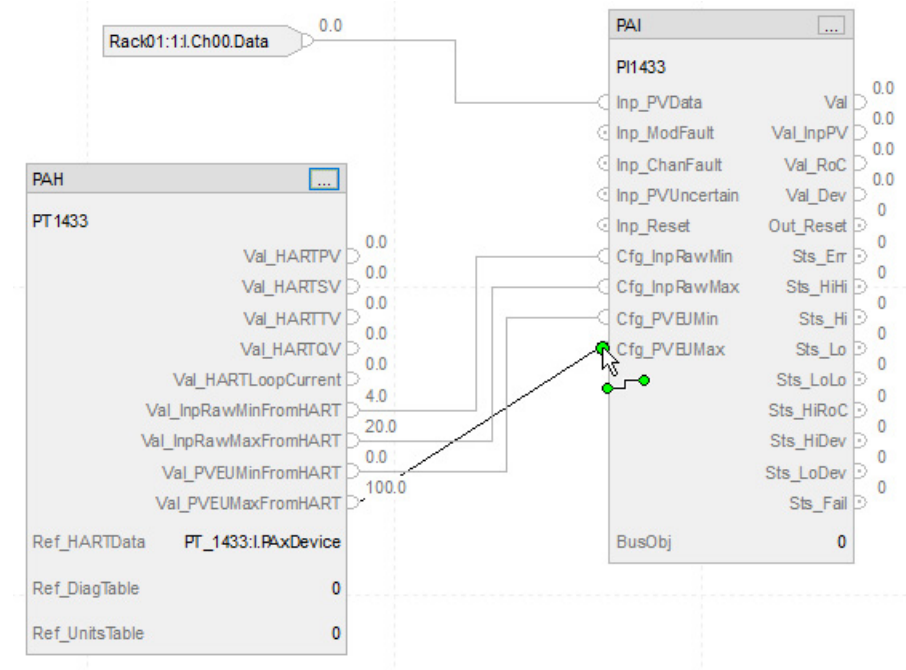 Rack01:1:I.Ch00.Data
0.0
PAI
...
PI1433
Inp_PVData
Val
0.0
Inp_ModFault
Val_InpPV
0.0
Inp_ChanFault
Val_RoC
0.0
Inp_PVUncertain
Val_Dev
0.0
Inp_Reset
Out_Reset
0
Cfg_InpRawMin
Sts_Err
0
Cfg_InpRawMax
Sts_HiHi
0
Cfg_PVEUMin
Sts_Hi
0
Cfg_PVEUMax
Sts_Lo
0
Sts_LoLo
0
Sts_HiRoC
0
Sts_HiDev
0
Sts_LoDev
0
Sts_Fail
0
BusObj
0
PAH
...
PT1433
Val_HARTPV
0.0
Val_HARTSV
0.0
Val_HARTTV
0.0
Val_HARTQV
0.0
Val_HARTLoopCurrent
0.0
Val_InpRawMinFromHART
4.0
Val_InpRawMaxFromHART
20.0
Val_PVEUMinFromHART
0.0
Val_PVEUMaxFromHART
100.0
Ref_HARTData
PT_1433:I.PAxDevice
Ref_DiagTable
0
Ref_UnitsTable
0